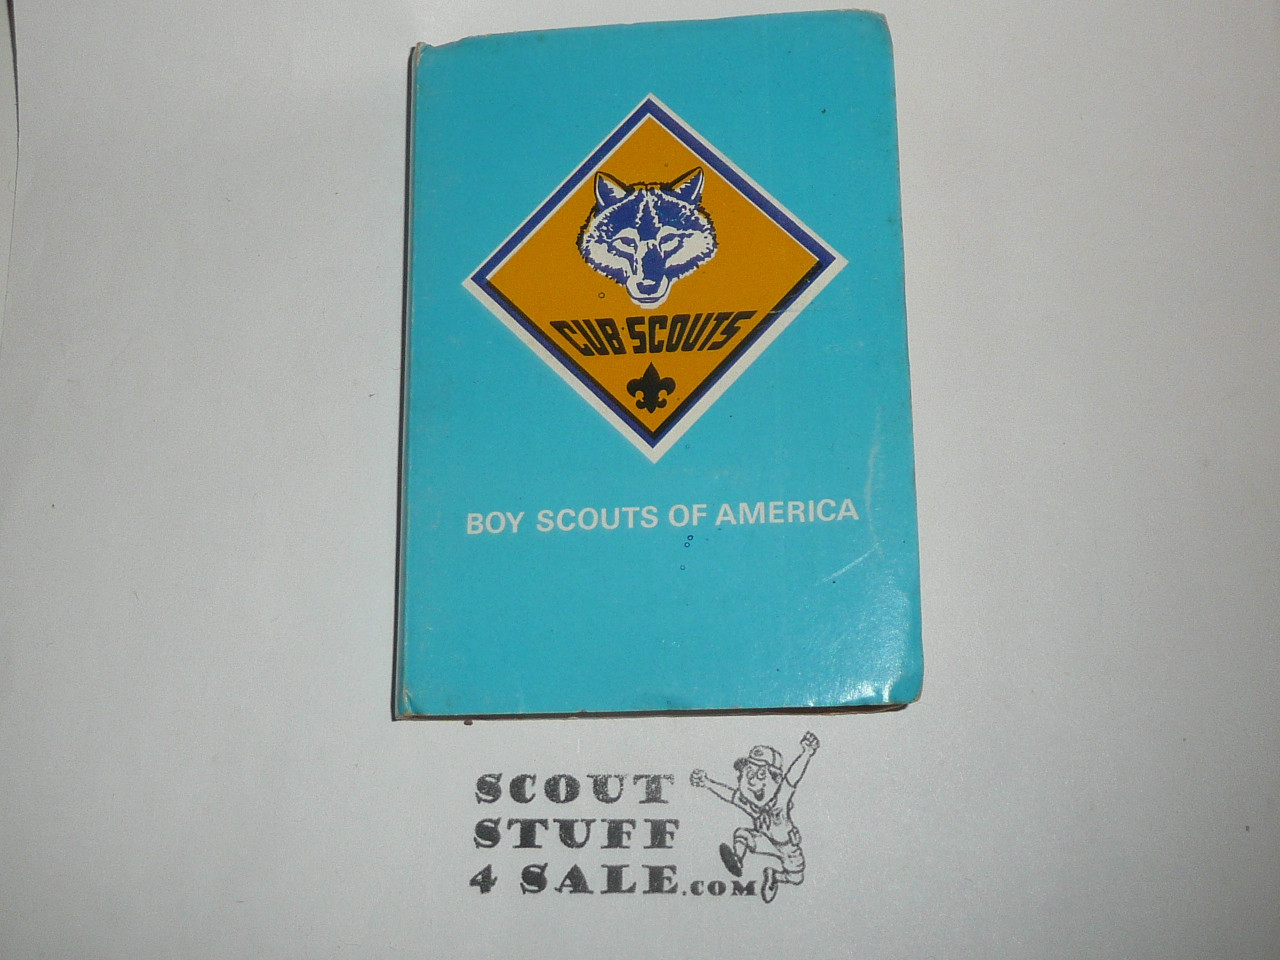 CUB SCOUTS
BOY SCOUTS OF AMERICA
SCOUT
STUFF
4 SALE.COM